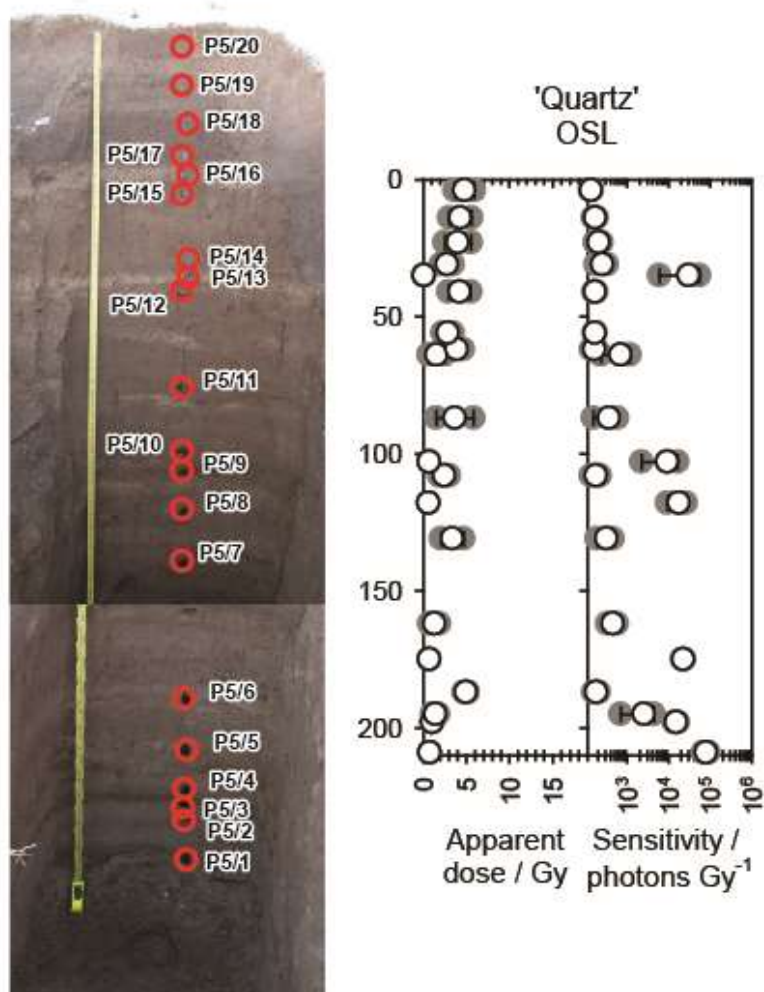 P5/20
P5/19
P5/18
P5/17
P5/16
P5/15
P5/14
P5/13
P5/12
P5/11
P5/10
P5/9
P5/8
P5/7
P5/6
P5/5
P5/4
P5/3
P5/2
P5/1
'Quartz'
OSL
0
50
100
150
200
0 5 10 15
10³ 10⁴ 10⁵ 10⁶
Apparent
dose / Gy
Sensitivity /
photons Gy⁻¹